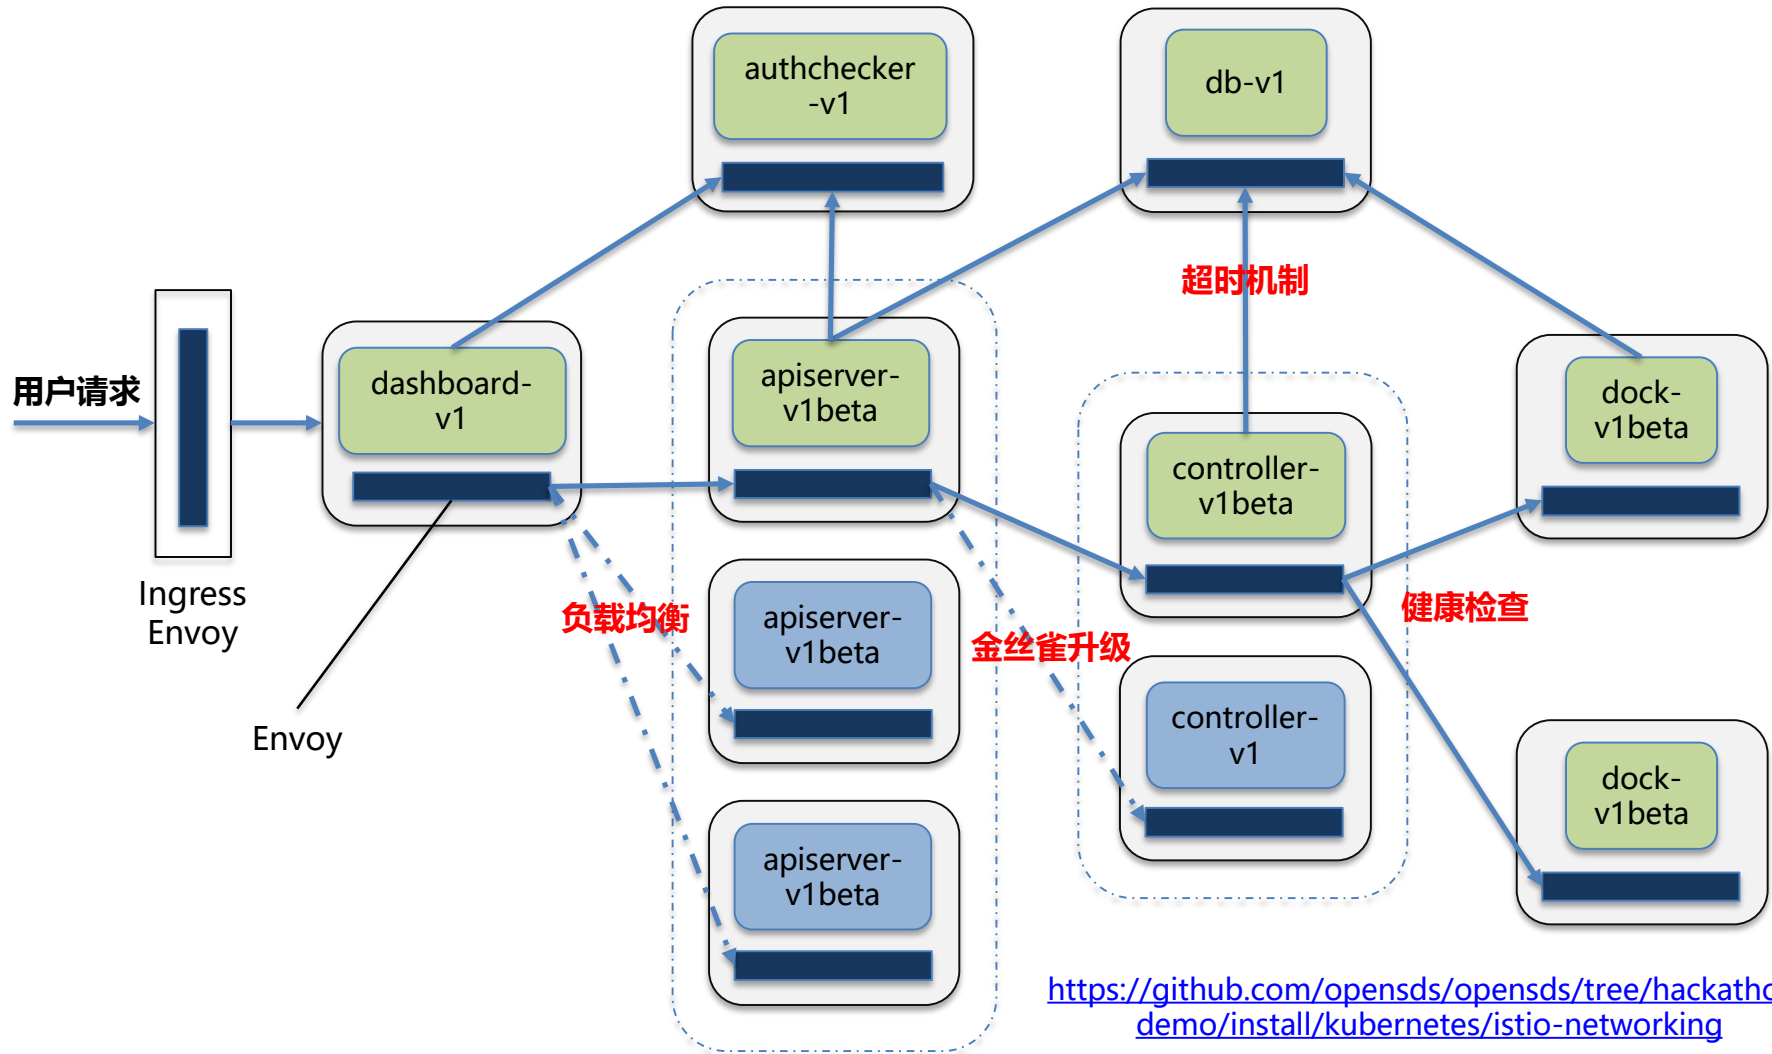 authchecker
-v1
db-v1
超时机制
用户请求
dashboard-
v1
apiserver-
v1beta
controller-
v1beta
dock-
v1beta
Ingress
Envoy
负载均衡
apiserver-
v1beta
金丝雀升级
健康检查
controller-
v1
Envoy
dock-
v1beta
apiserver-
v1beta
https://github.com/opensds/opensds/tree/hackatho
demo/install/kubernetes/istio-networking